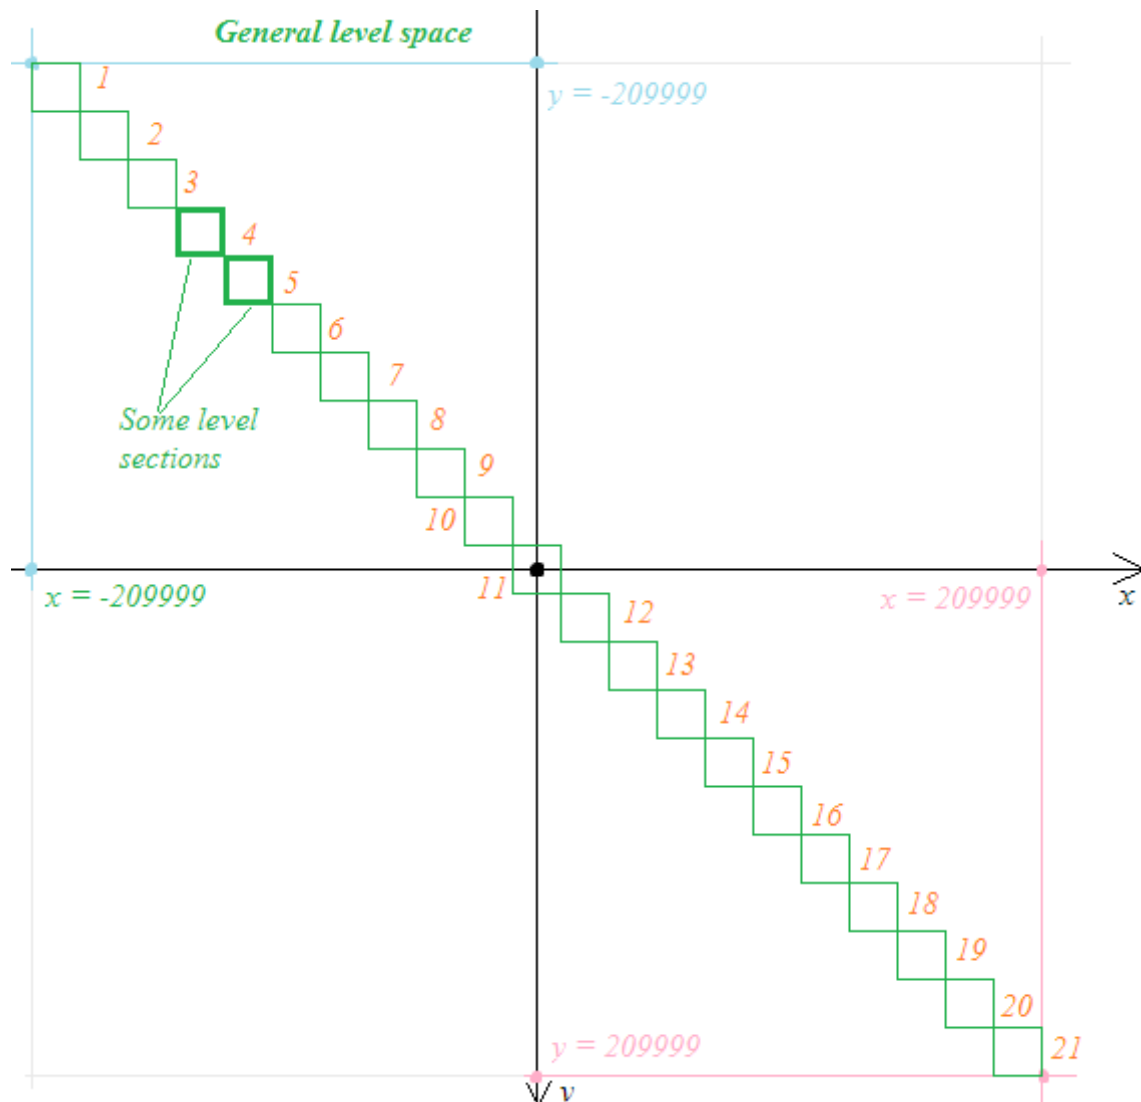 General level space
1
y = -209999
2
3
4
5
6
7
Some level
sections
8
9
10
11
x = -209999
x = 209999
x
12
13
14
15
16
17
18
19
20
y = 209999
21
y